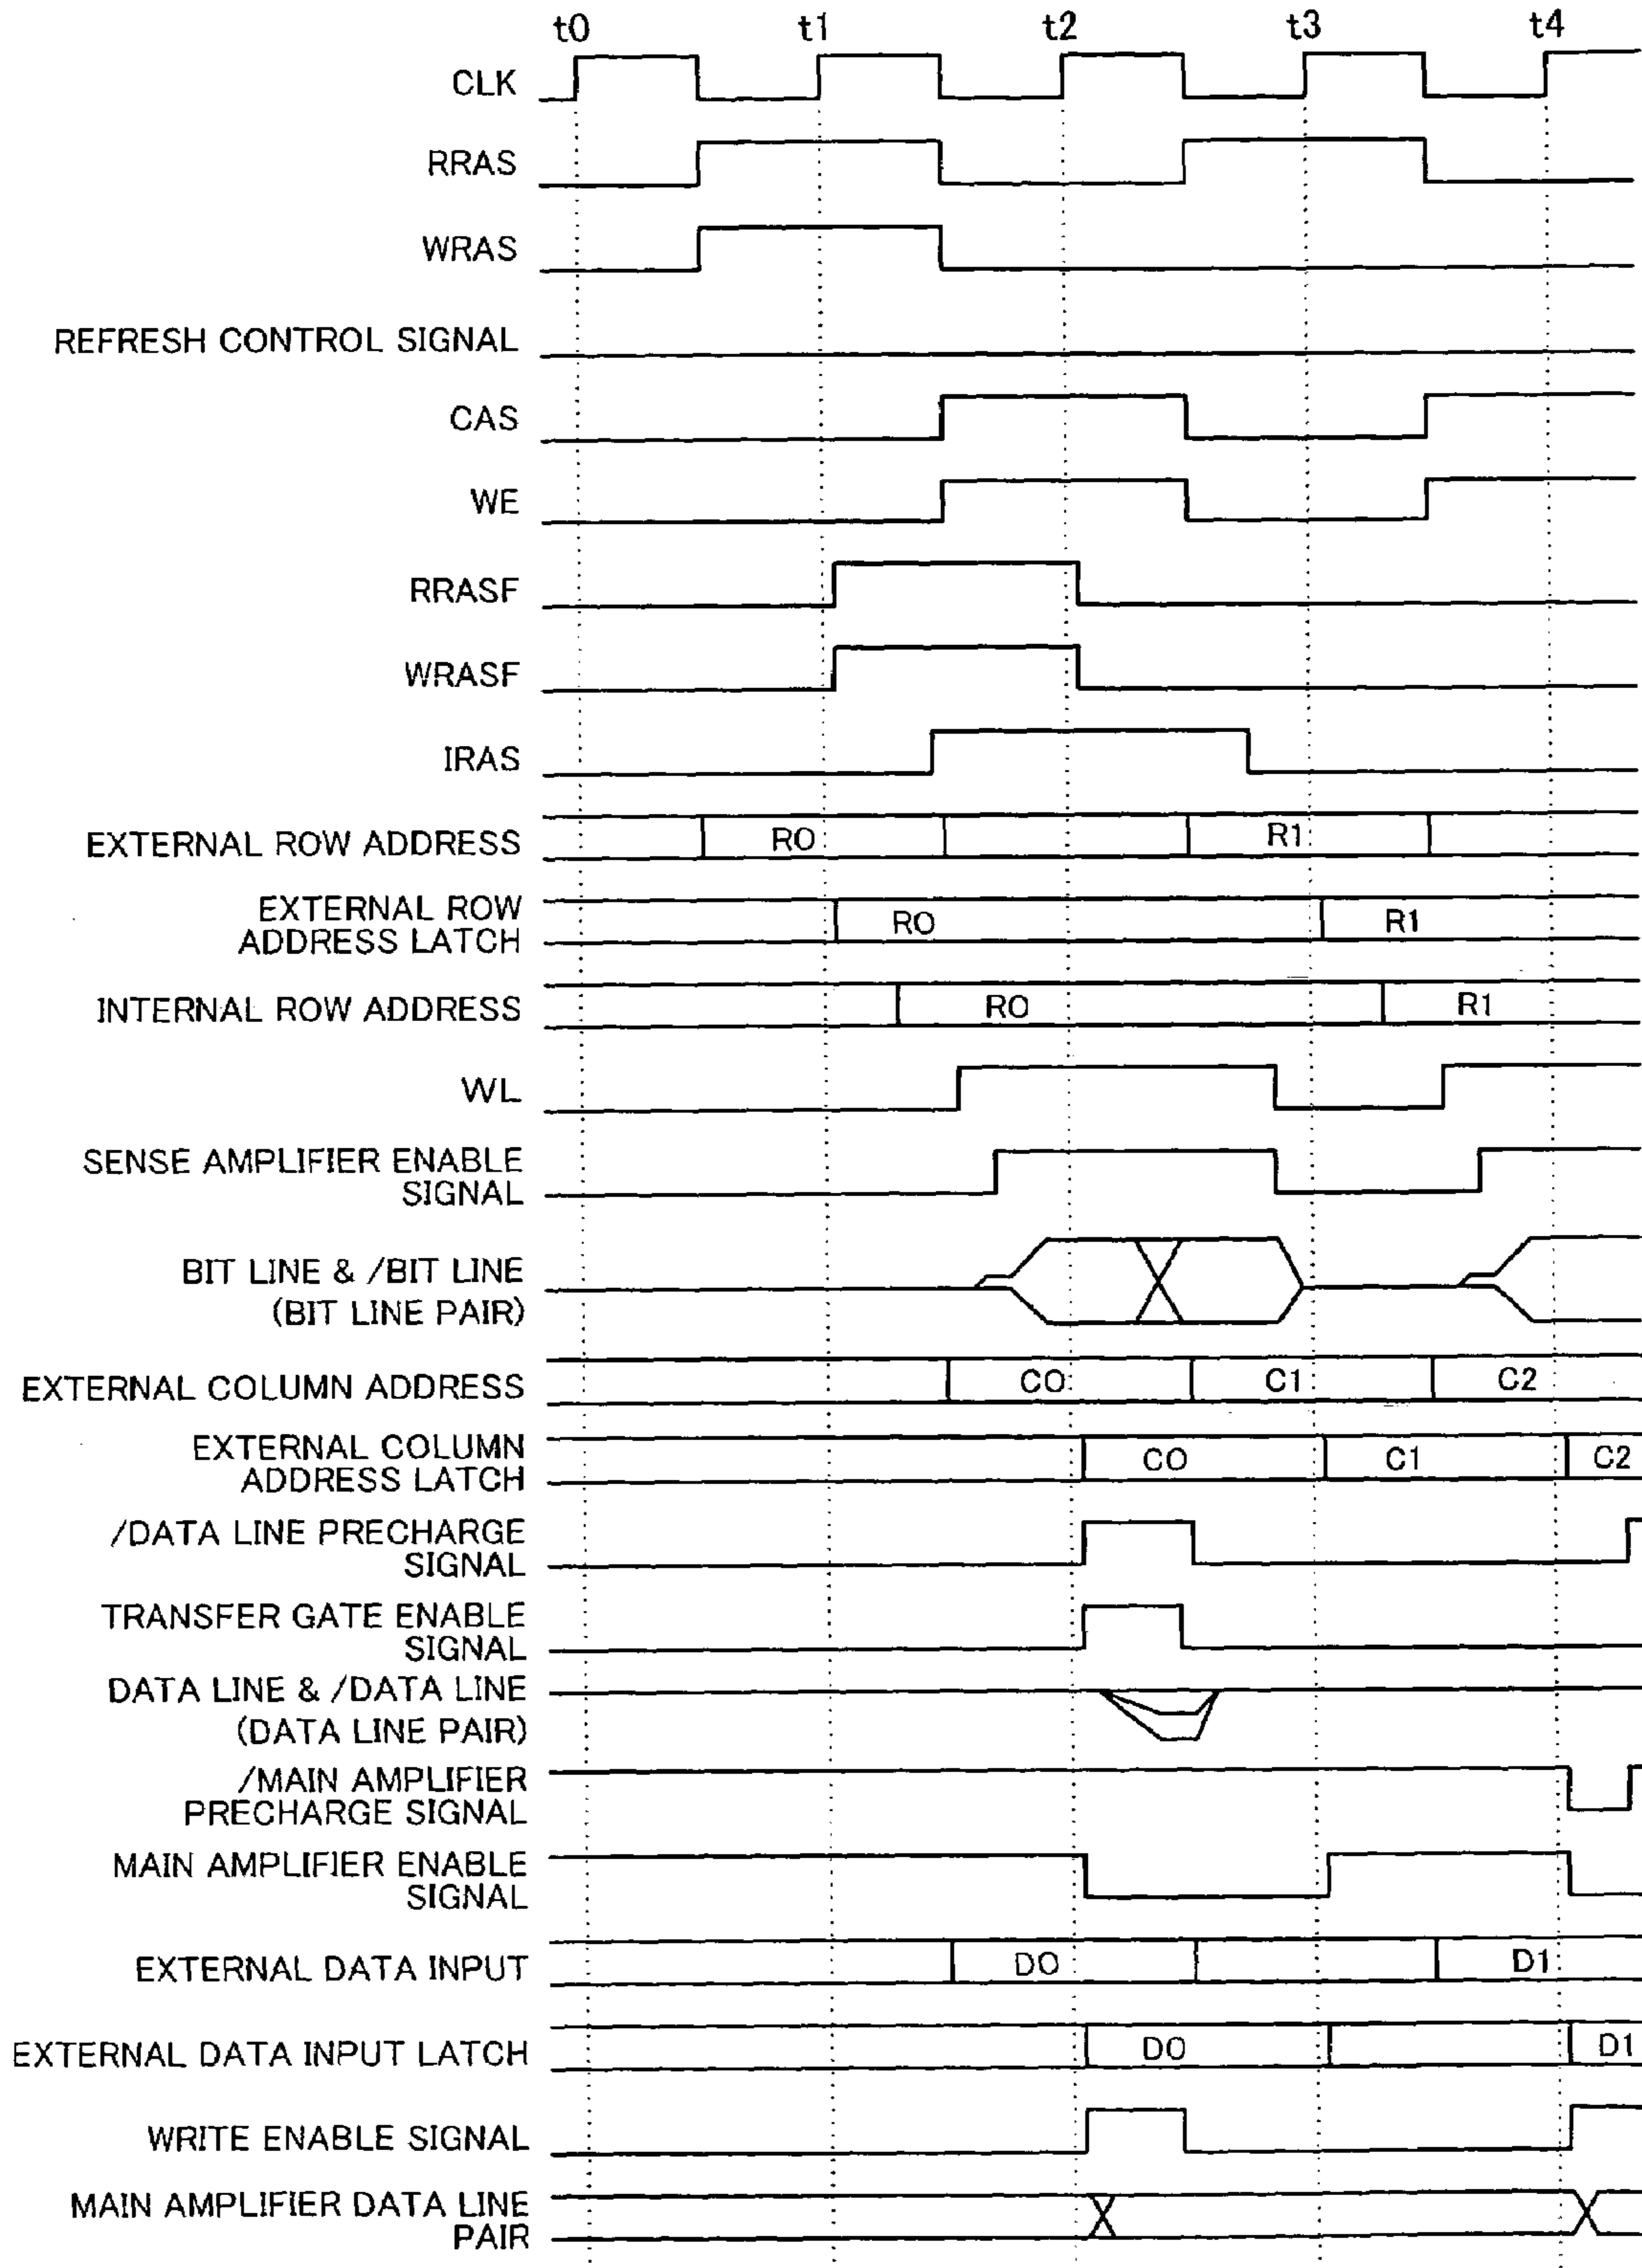 t0 t1 t2 t3 t4
CLK
RRAS
WRAS
REFRESH CONTROL SIGNAL
CAS
WE
RRASF
WRASF
IRAS
EXTERNAL ROW ADDRESS R0 R1
EXTERNAL ROW
ADDRESS LATCH R0 R1
INTERNAL ROW ADDRESS R0 R1
WL
SENSE AMPLIFIER ENABLE
SIGNAL
BIT LINE & /BIT LINE
(BIT LINE PAIR)
EXTERNAL COLUMN ADDRESS C0 C1 C2
EXTERNAL COLUMN
ADDRESS LATCH C0 C1 C2
/DATA LINE PRECHARGE
SIGNAL
TRANSFER GATE ENABLE
SIGNAL
DATA LINE & /DATA LINE
(DATA LINE PAIR)
/MAIN AMPLIFIER
PRECHARGE SIGNAL
MAIN AMPLIFIER ENABLE
SIGNAL
EXTERNAL DATA INPUT D0 D1
EXTERNAL DATA INPUT LATCH D0 D1
WRITE ENABLE SIGNAL
MAIN AMPLIFIER DATA LINE
PAIR